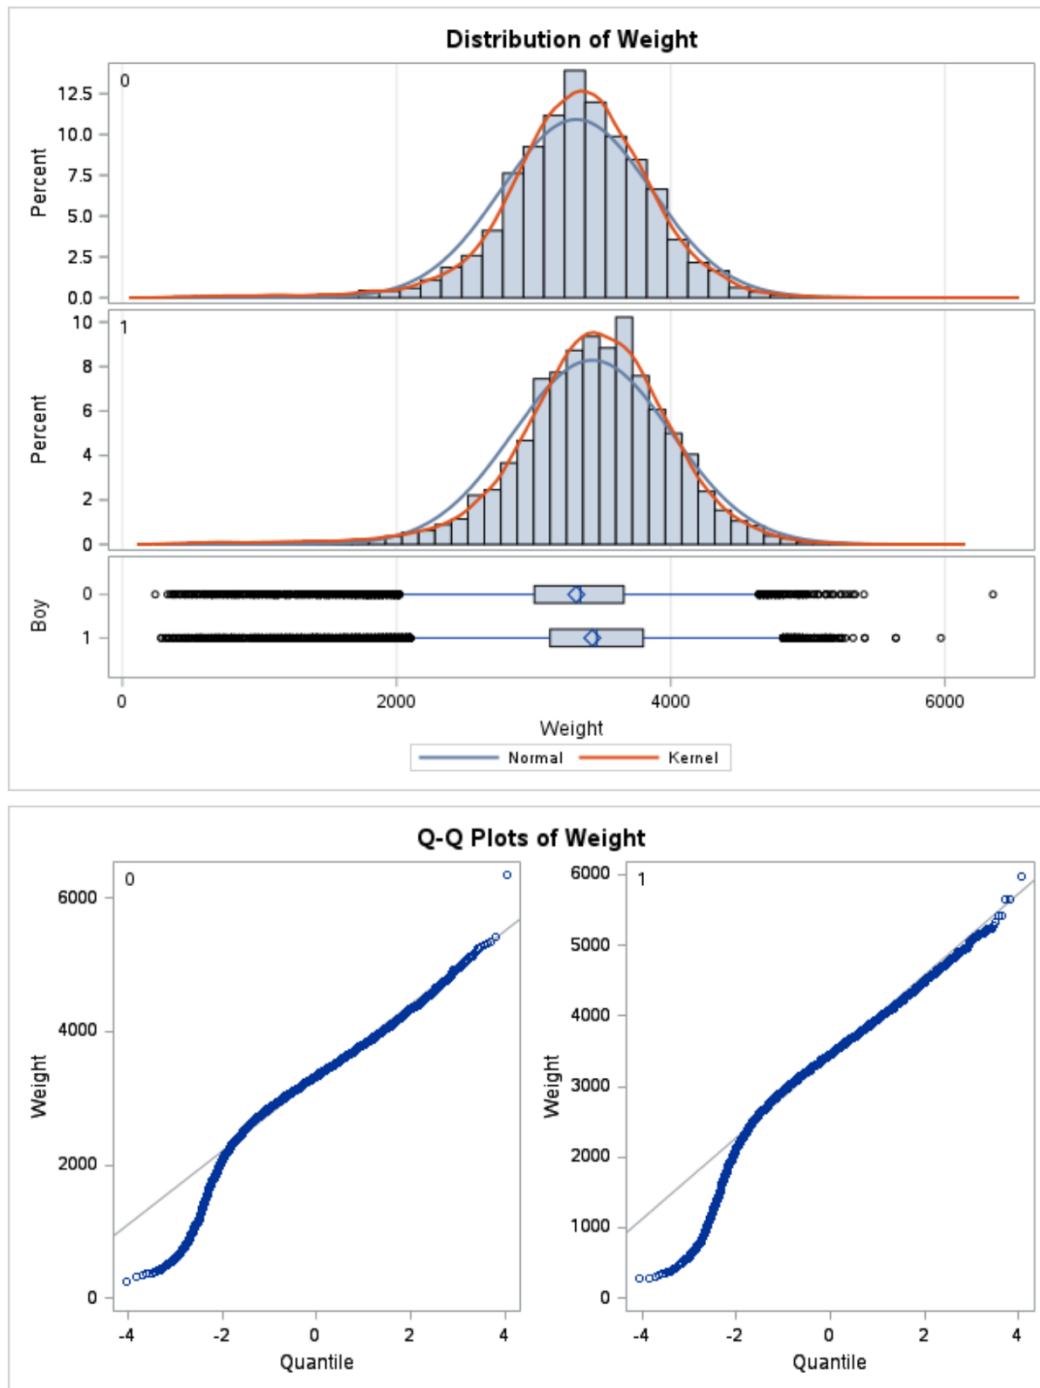 Distribution of Weight
0
12.5
10.0
7.5
5.0
2.5
0.0
Percent
1
10
8
6
4
2
0
Percent
Boy
0
1
0 2000 4000 6000
Weight
Normal Kernel
Q-Q Plots of Weight
0
6000
4000
2000
0
Weight
-4 -2 0 2 4
Quantile
1
6000
5000
4000
3000
2000
1000
0
Weight
-4 -2 0 2 4
Quantile